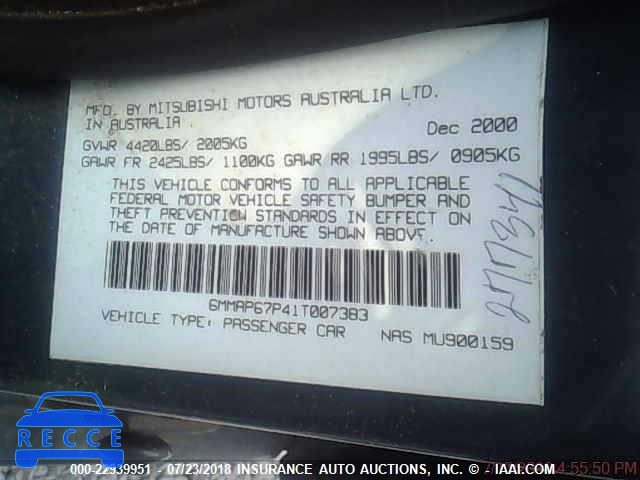 MFD. BY MITSUBISHI MOTORS AUSTRALIA LTD.
IN AUSTRALIA
Dec 2000
GVWR 4420LBS/ 2005KG
GAWR FR 2425LBS/ 1100KG GAWR RR 1995LBS/ 0905KG
THIS VEHICLE CONFORMS TO ALL APPLICABLE
FEDERAL MOTOR VEHICLE SAFETY BUMPER AND
THEFT PREVENTION STANDARDS IN EFFECT ON
THE DATE OF MANUFACTURE SHOWN ABOVE.
6MMAP67P41T007383
VEHICLE TYPE: PASSENGER CAR
NAS MU900159
RECCE
000-22939951 - 07/23/2018 INSURANCE AUTO AUCTIONS, INC. © IAAI.COM
4:55:50 PM